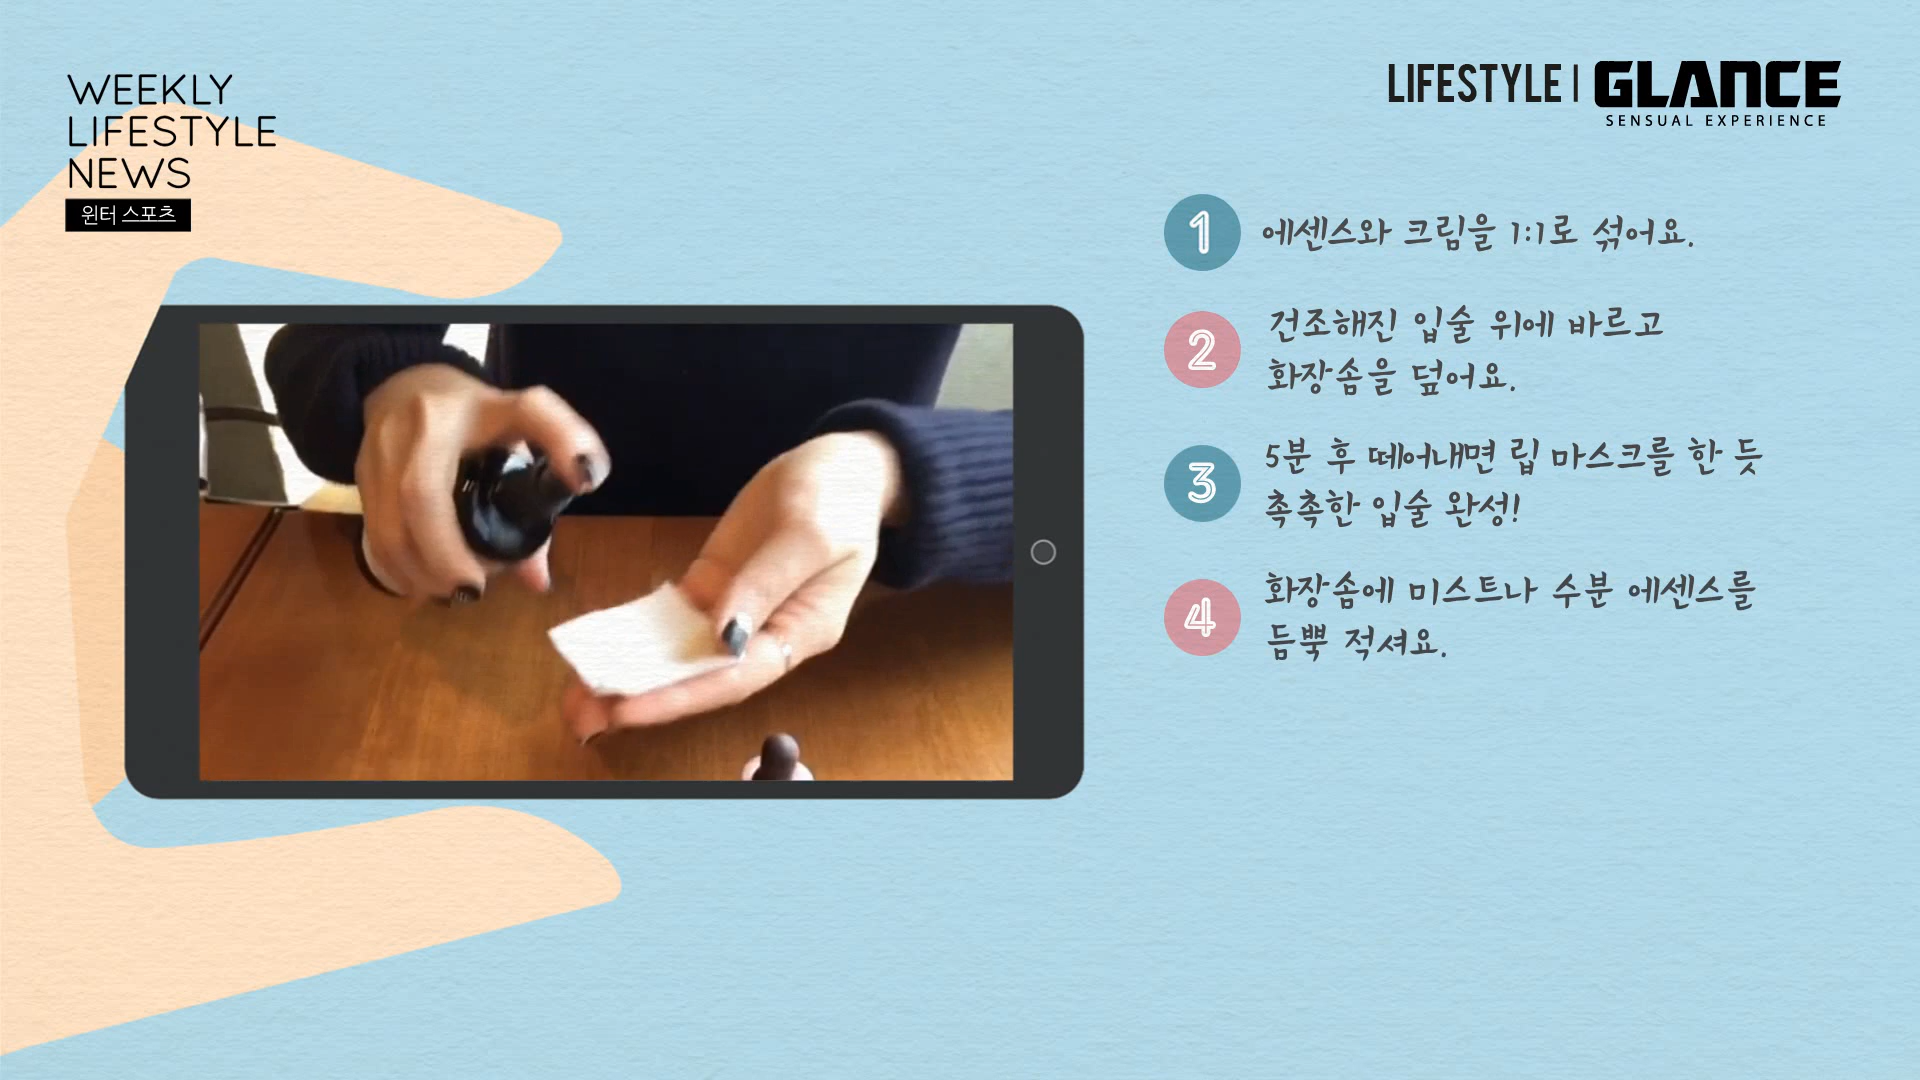 WEEKLY
LIFESTYLE
NEWS
윈터 스포츠
LIFESTYLE | GLANCE
SENSUAL EXPERIENCE
1 에센스와 크림을 1:1로 섞어요.
2 건조해진 입술 위에 바르고
화장솜을 덮어요.
3 5분 후 떼어내면 립 마스크를 한 듯
촉촉한 입술 완성!
4 화장솜에 미스트나 수분 에센스를
듬뿍 적셔요.